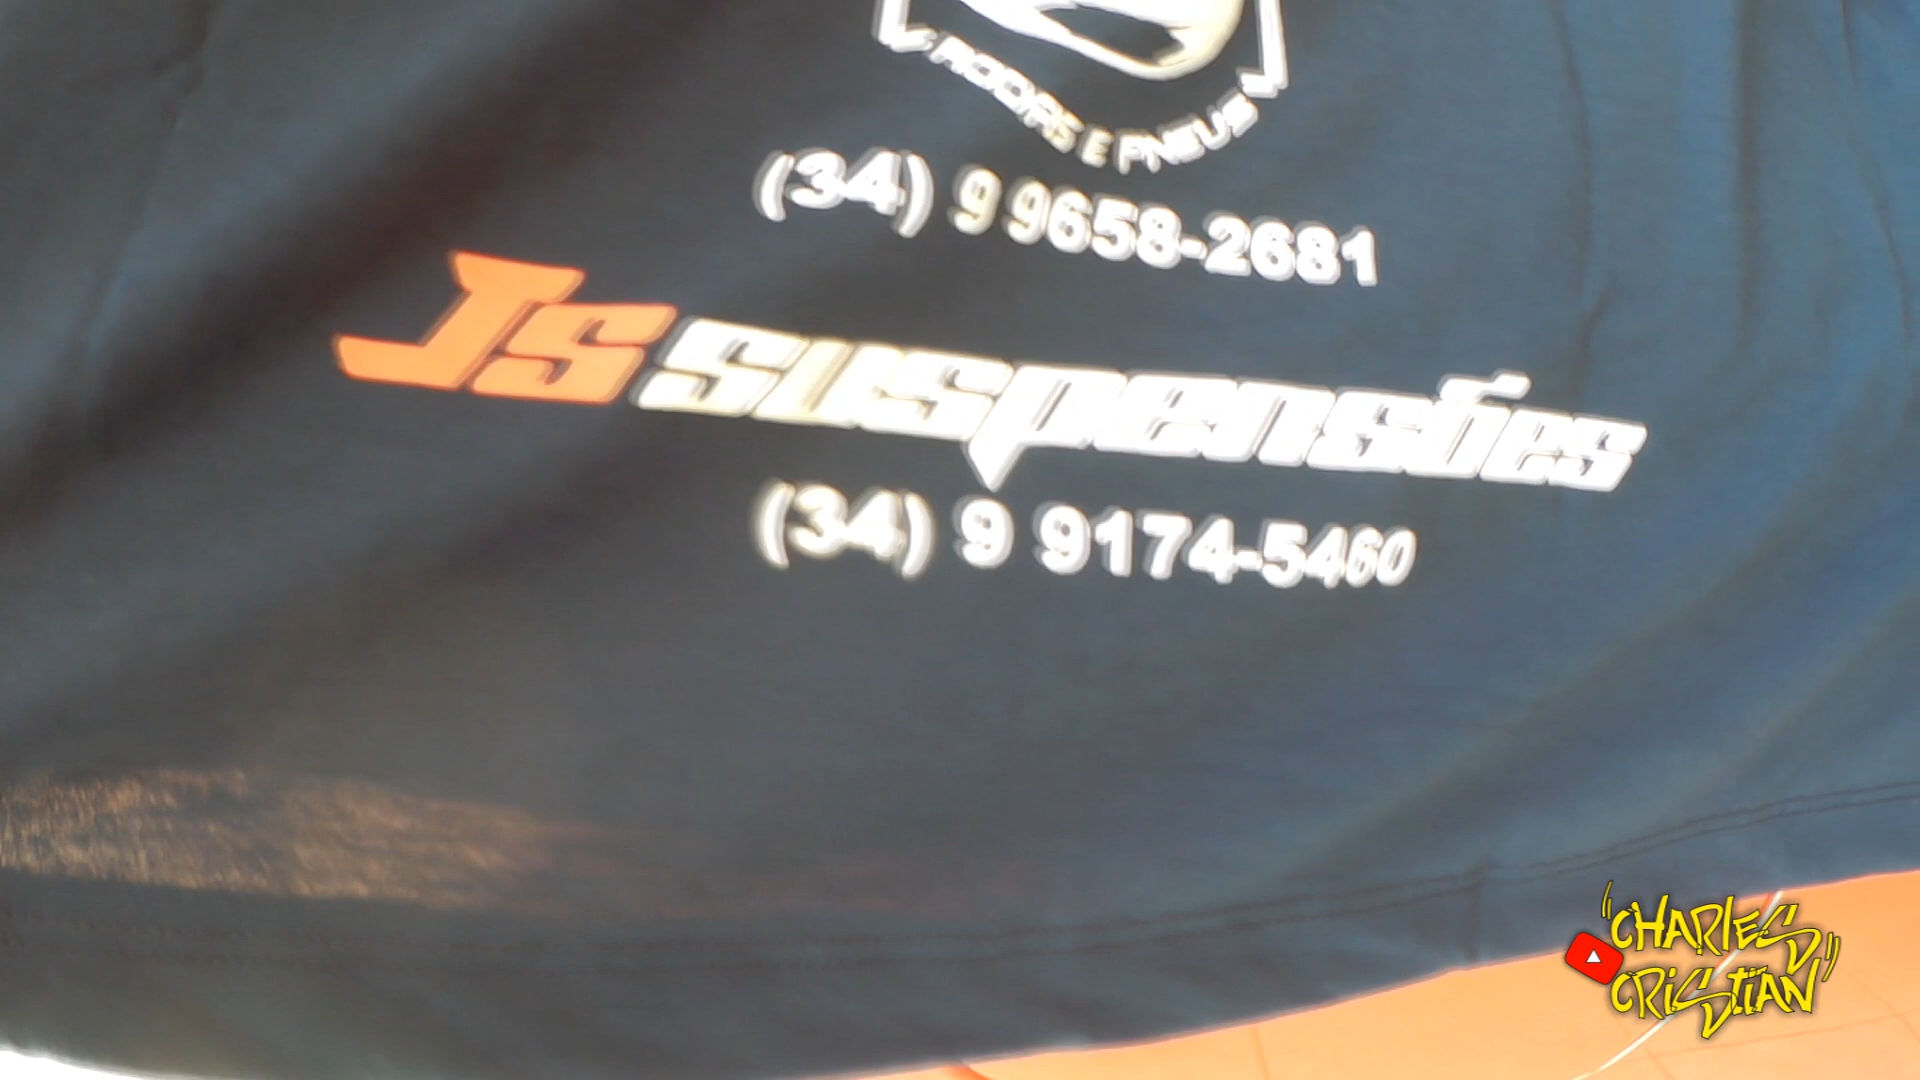 RODAS E PNEUS
(34) 9 9658-2681
JS suspensões
(34) 9 9174-5460
"CHARLES
CRISTIAN"